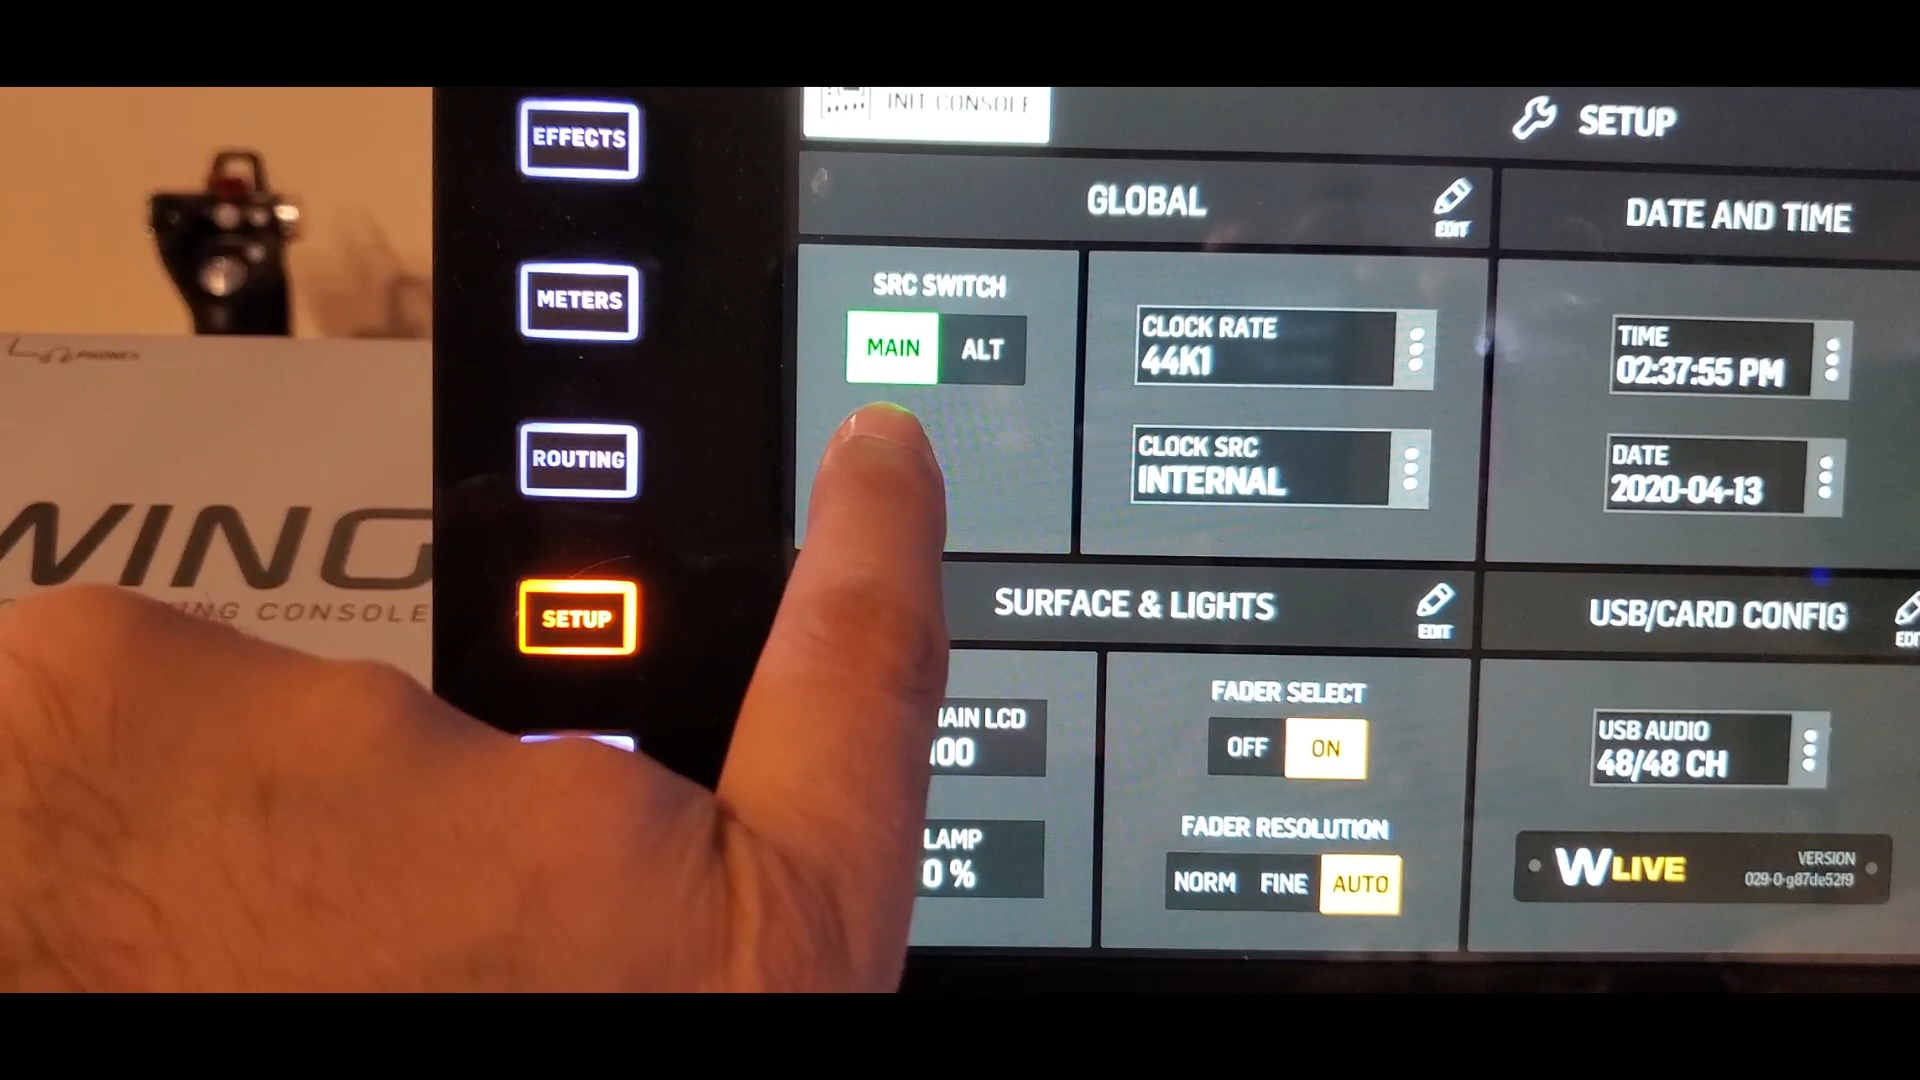 INIT CONSOLE
SETUP
EFFECTS
GLOBAL
EDIT
DATE AND TIME
METERS
SRC SWITCH
MAIN
ALT
CLOCK RATE
44K1
TIME
02:37:55 PM
PHONES
ROUTING
CLOCK SRC
INTERNAL
DATE
2020-04-13
WING
ING CONSOLE
SETUP
SURFACE & LIGHTS
EDIT
USB/CARD CONFIG
EDI
AIN LCD
100
FADER SELECT
OFF
ON
USB AUDIO
48/48 CH
LAMP
0 %
FADER RESOLUTION
NORM
FINE
AUTO
WLIVE
VERSION
029-0-g87de52f9